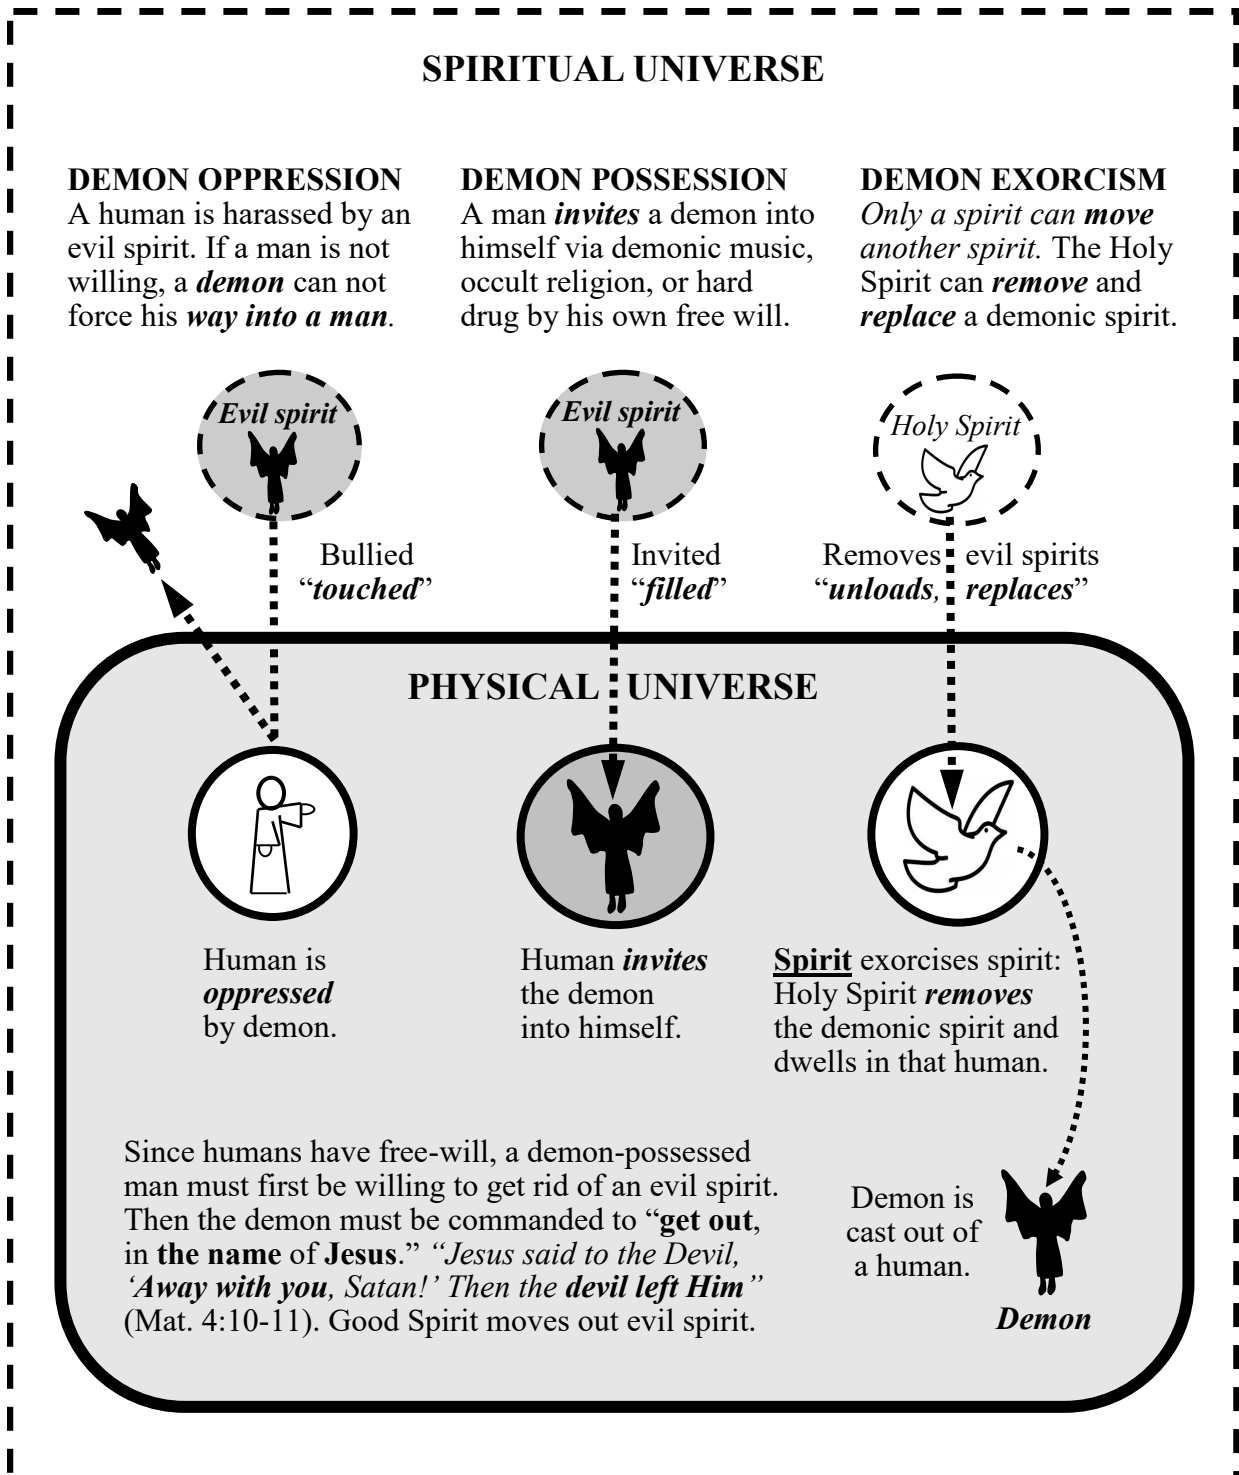 SPIRITUAL UNIVERSE
DEMON OPPRESSION
A human is harassed by an
evil spirit. If a man is not
willing, a demon can not
force his way into a man.
DEMON POSSESSION
A man invites a demon into
himself via demonic music,
occult religion, or hard
drug by his own free will.
DEMON EXORCISM
Only a spirit can move
another spirit. The Holy
Spirit can remove and
replace a demonic spirit.
Evil spirit
Evil spirit
Holy Spirit
Bullied
“touched”
Invited
“filled”
Removes evil spirits
“unloads, replaces”
PHYSICAL UNIVERSE
Human is
oppressed
by demon.
Human invites
the demon
into himself.
Spirit exorcises spirit:
Holy Spirit removes
the demonic spirit and
dwells in that human.
Since humans have free-will, a demon-possessed
man must first be willing to get rid of an evil spirit.
Then the demon must be commanded to “get out,
in the name of Jesus.” “Jesus said to the Devil,
‘Away with you, Satan!’ Then the devil left Him”
(Mat. 4:10-11). Good Spirit moves out evil spirit.
Demon is
cast out of
a human.
Demon